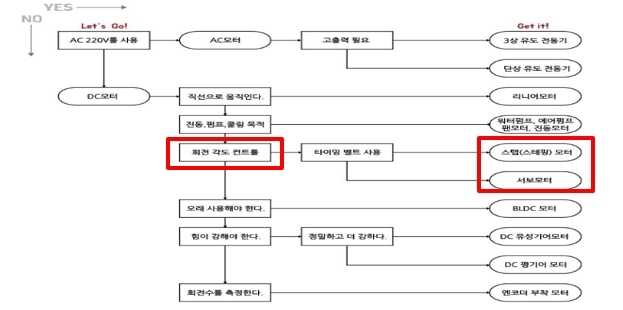 YES
NO
Let's Go!
Get it!
AC 220V를 사용
AC모터
고출력 필요
3상 유도 전동기
단상 유도 전동기
DC모터
직선으로 움직인다.
리니어모터
진동,펌프,쿨링 목적
워터펌프, 에어펌프
팬모터, 진동모터
회전 각도 컨트롤
타이밍 벨트 사용
스텝(스테핑) 모터
서보모터
오래 사용해야 한다.
BLDC 모터
힘이 강해야 한다.
정밀하고 더 강하다.
DC 유성기어모터
DC 평기어 모터
회전수를 측정한다.
엔코더 부착 모터